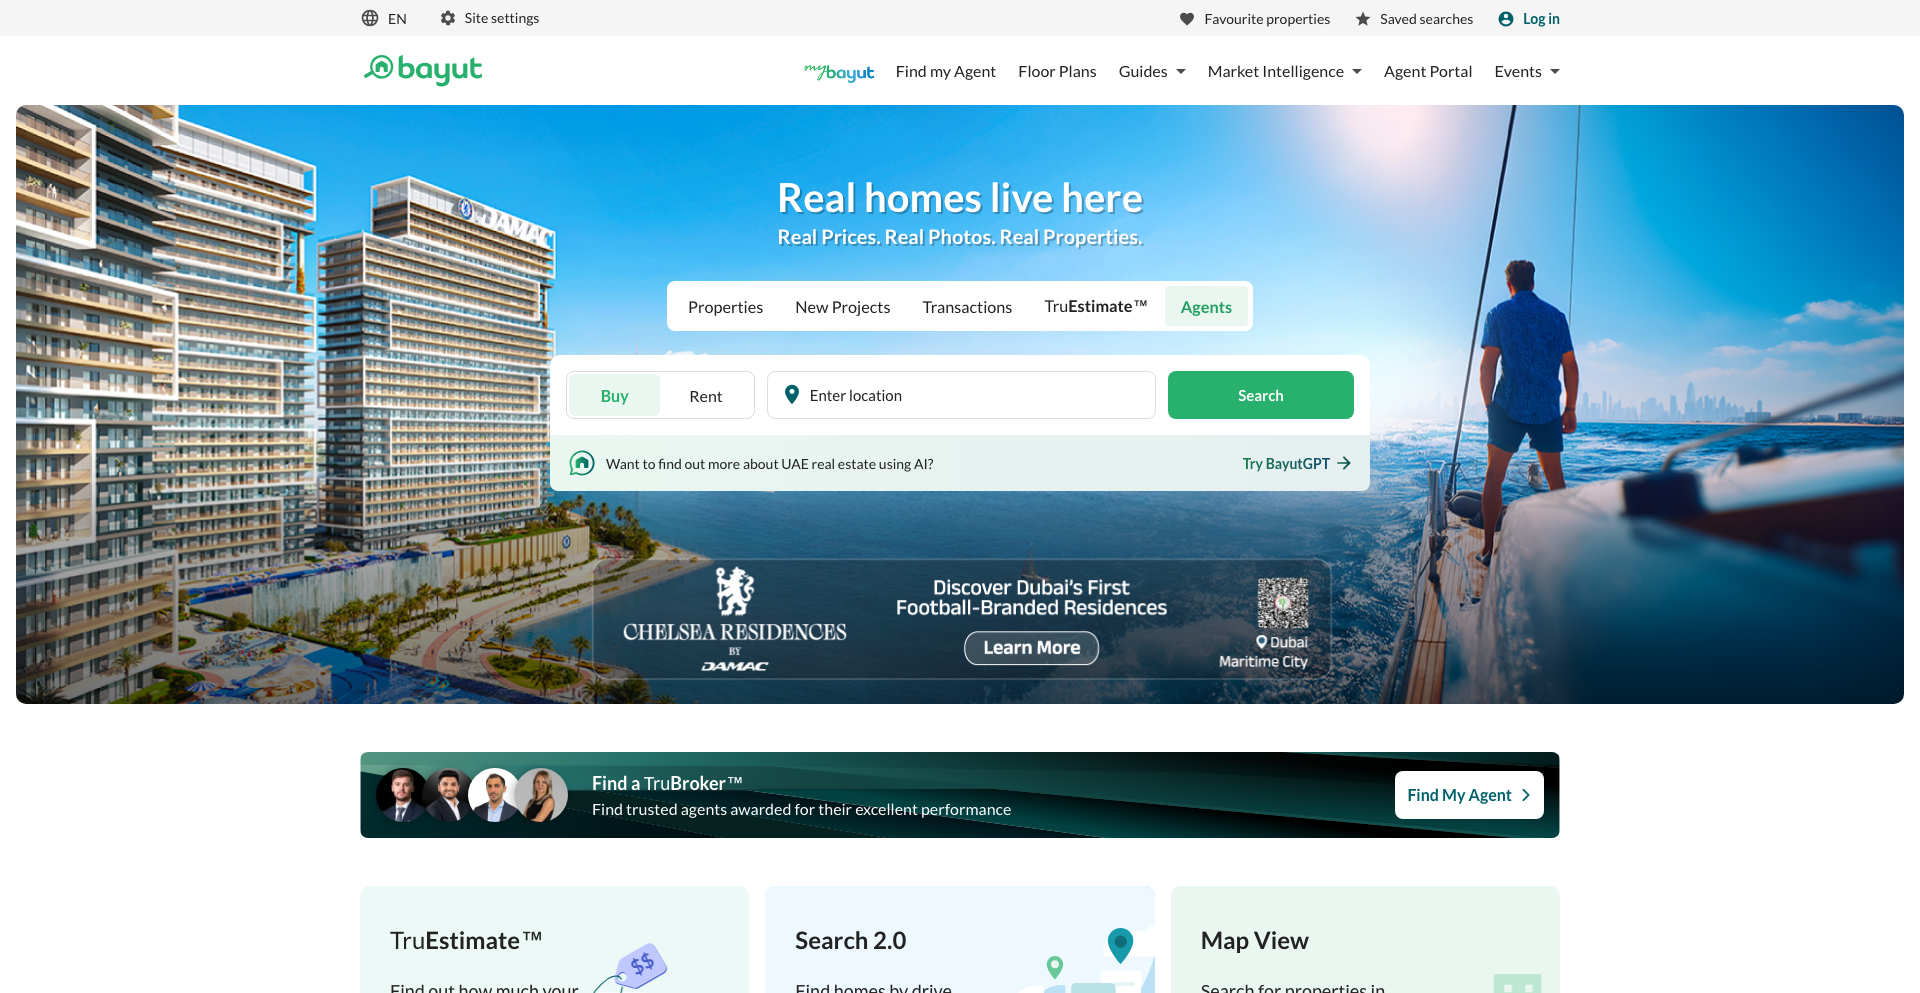 EN
Site settings
Favourite properties
Saved searches
Log in
bayut
mybayut
Find my Agent
Floor Plans
Guides
Market Intelligence
Agent Portal
Events
DAMAC
Real homes live here
Real Prices. Real Photos. Real Properties.
Properties
New Projects
Transactions
TruEstimate™
Agents
Buy
Rent
Enter location
Search
Want to find out more about UAE real estate using AI?
Try BayutGPT
CHELSEA RESIDENCES
BY
DAMAC
Discover Dubai's First
Football-Branded Residences
Learn More
Dubai
Maritime City
Find a TruBroker™
Find trusted agents awarded for their excellent performance
Find My Agent
TruEstimate™
Find out how much your
$$
Search 2.0
Find homes by drive
Map View
Search for properties in